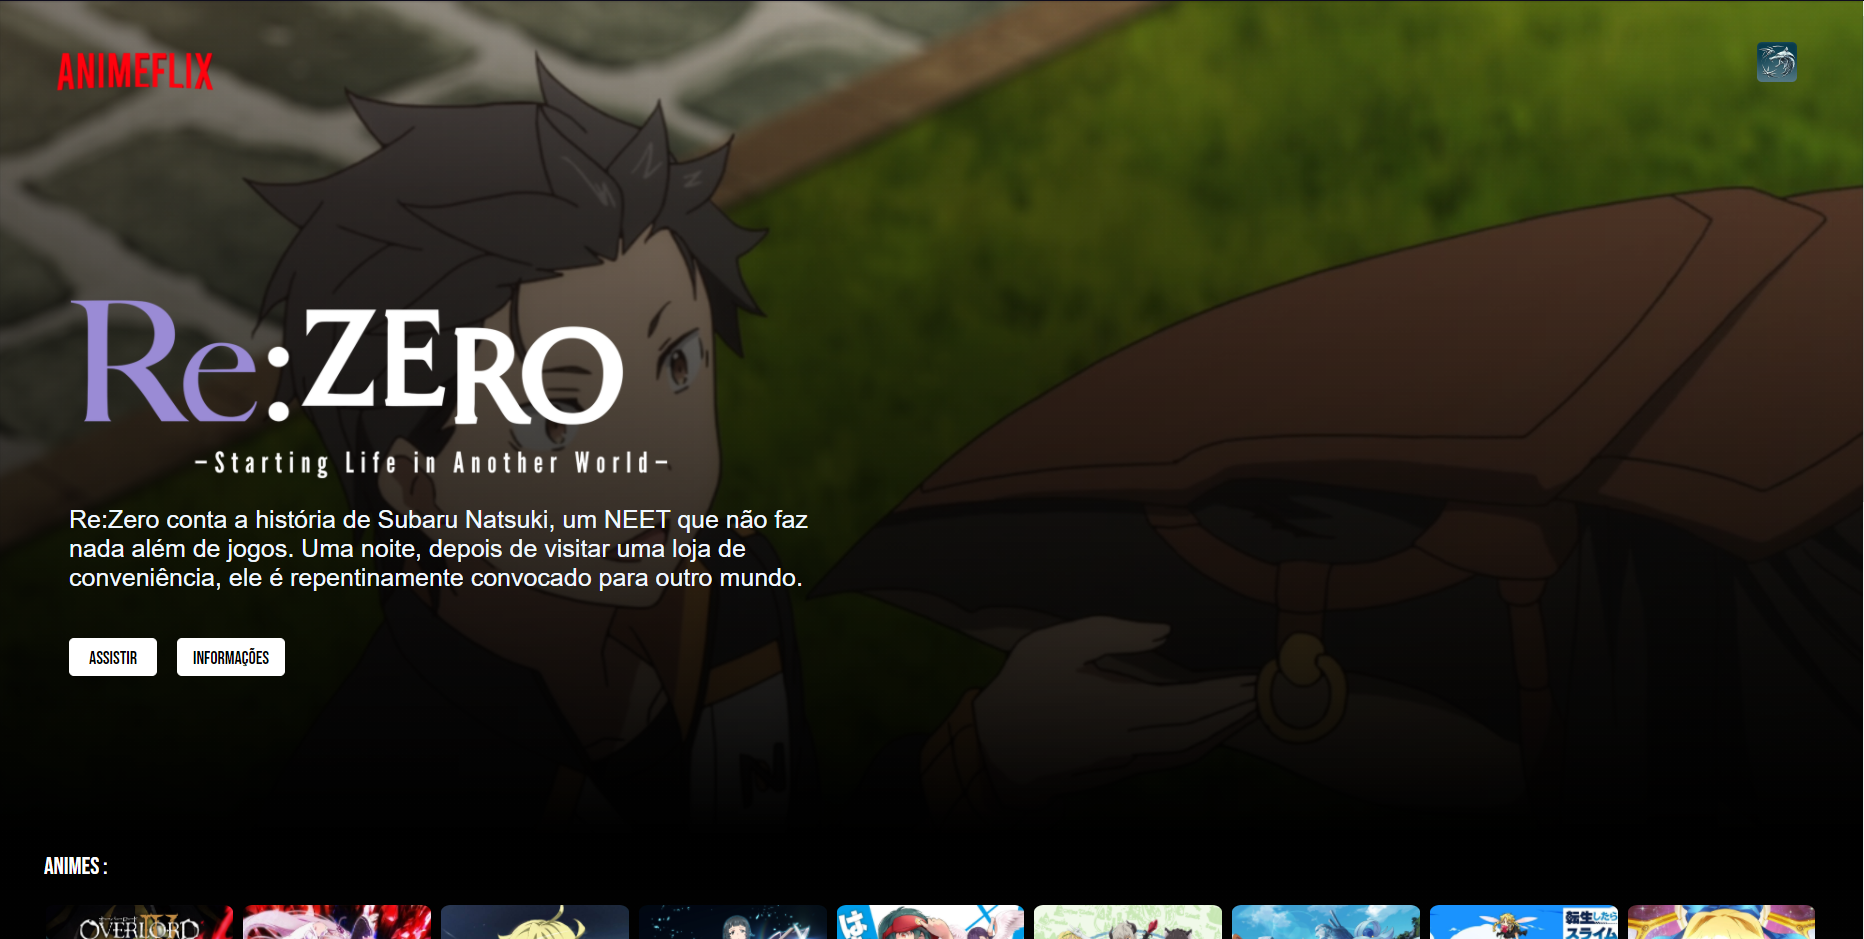 ANIMEFLIX
Re:ZERO
-Starting Life in Another World-
Re:Zero conta a história de Subaru Natsuki, um NEET que não faz
nada além de jogos. Uma noite, depois de visitar uma loja de
conveniência, ele é repentinamente convocado para outro mundo.
ASSISTIR
INFORMAÇÕES
ANIMES :
OVERLORD IV
は
転生したら
スライム